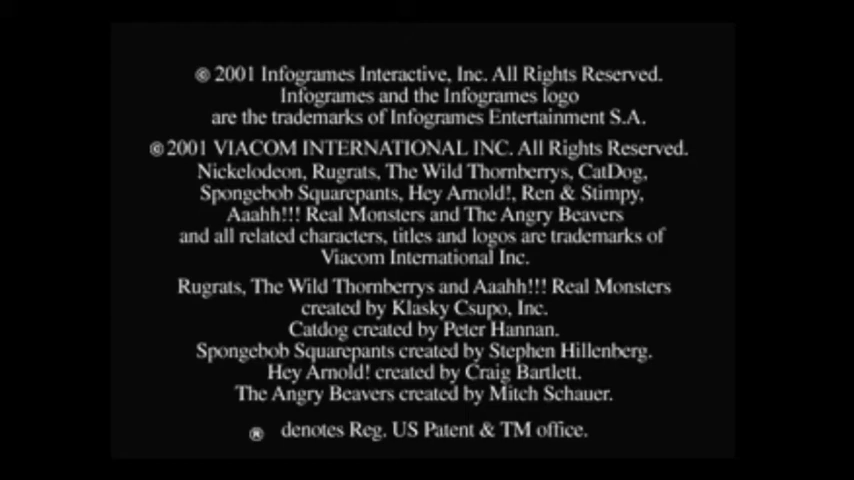 © 2001 Infogrames Interactive, Inc. All Rights Reserved.
Infogrames and the Infogrames logo
are the trademarks of Infogrames Entertainment S.A.
©2001 VIACOM INTERNATIONAL INC. All Rights Reserved.
Nickelodeon, Rugrats, The Wild Thornberrys, CatDog,
Spongebob Squarepants, Hey Arnold!, Ren & Stimpy,
Aaahh!!! Real Monsters and The Angry Beavers
and all related characters, titles and logos are trademarks of
Viacom International Inc.
Rugrats, The Wild Thornberrys and Aaahh!!! Real Monsters
created by Klasky Csupo, Inc.
Catdog created by Peter Hannan.
Spongebob Squarepants created by Stephen Hillenberg.
Hey Arnold! created by Craig Bartlett.
The Angry Beavers created by Mitch Schauer.
® denotes Reg. US Patent & TM office.